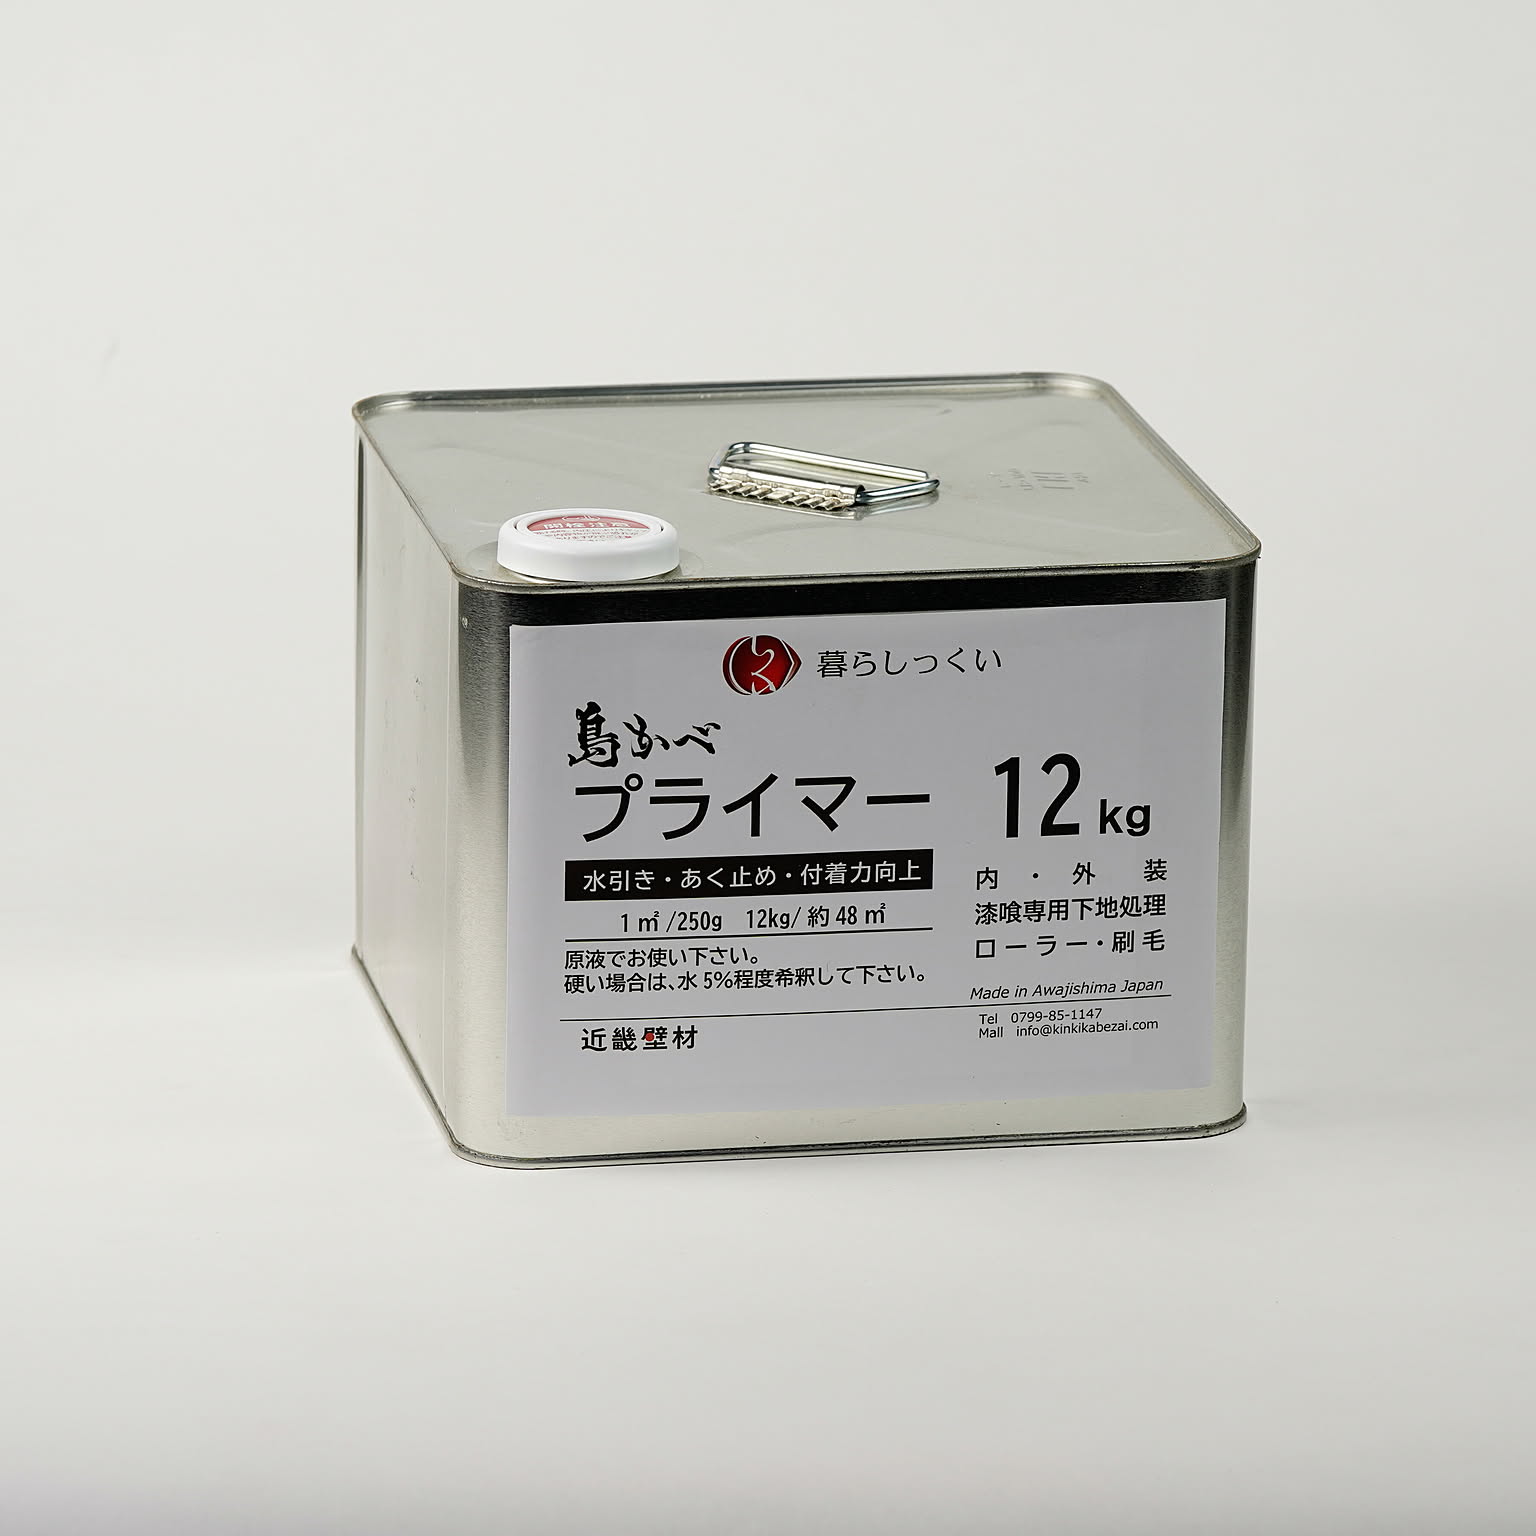 開栓注意
暮らしっくい
島かべ
プライマー
12kg
水引き・あく止め・付着力向上
1㎡/250g 12kg/約48㎡
原液でお使い下さい。
硬い場合は、水5%程度希釈して下さい。
内・外装
漆喰専用下地処理
ローラー・刷毛
Made in Awajishima Japan
近畿壁材
Tel 0799-85-1147
Mail info@kinkikabezai.com